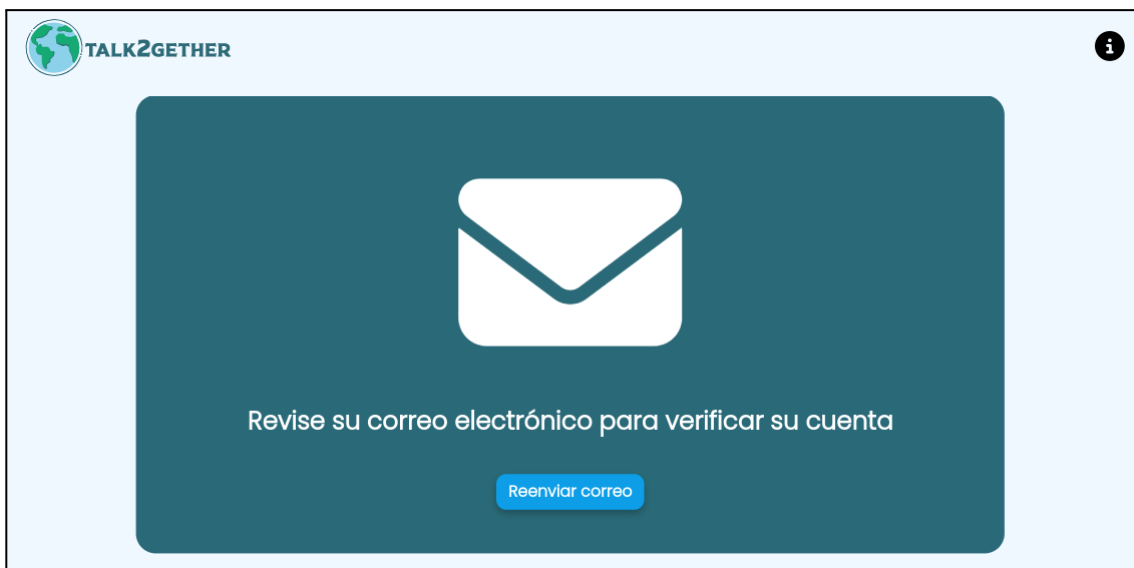 TALK2GETHER
Revise su correo electrónico para verificar su cuenta
Reenviar correo